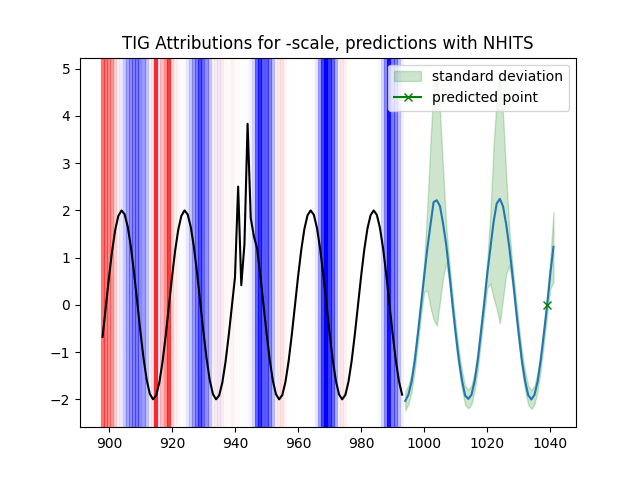 TIG Attributions for -scale, predictions with NHITS
standard deviation
predicted point
5
4
3
2
1
0
−1
−2
900 920 940 960 980 1000 1020 1040